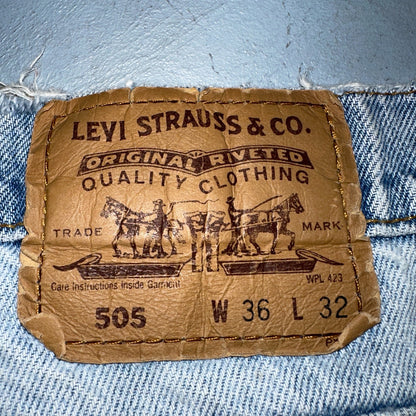 LEVI STRAUSS & CO.
ORIGINAL RIVETED
QUALITY CLOTHING
TRADE MARK
Care Instructions Inside Garment WPL 423
505 W 36 L 32